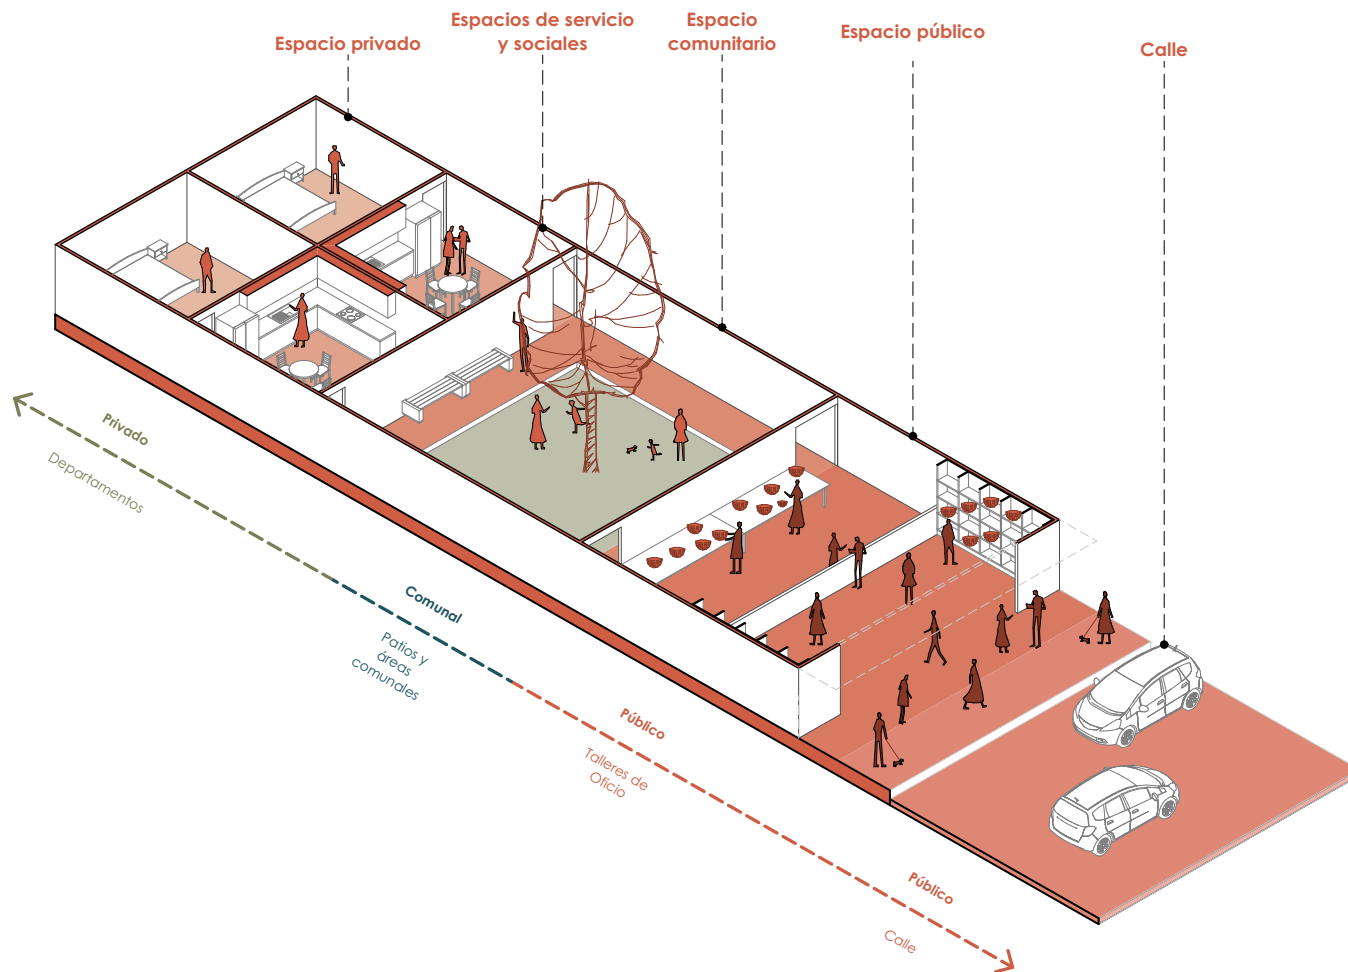 Espacio privado
Espacios de servicio
y sociales
Espacio
comunitario
Espacio público
Calle
Privado
Departamentos
Comunal
Patios y
áreas
comunales
Público
Talleres de
Oficio
Público
Calle